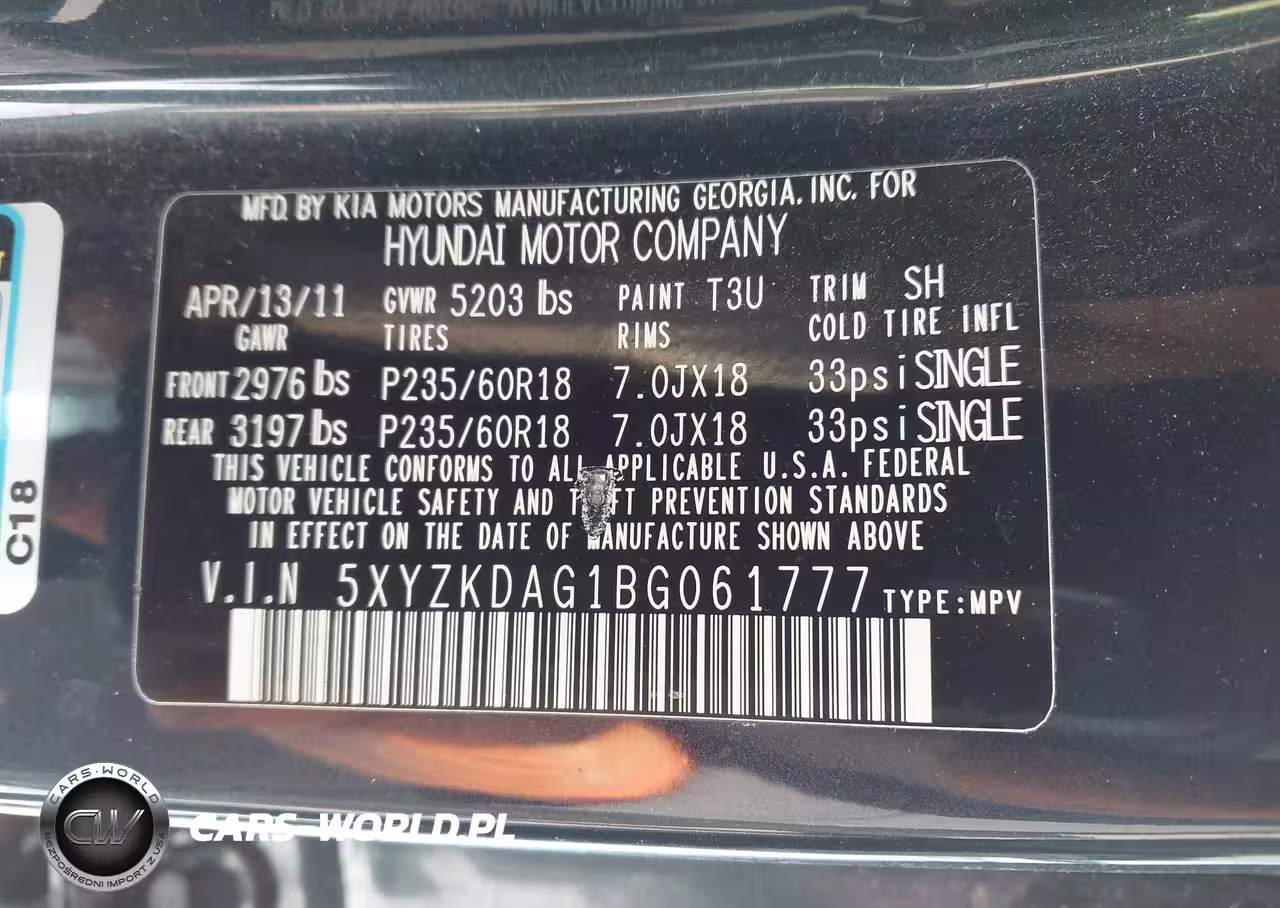 MFD. BY KIA MOTORS MANUFACTURING GEORGIA, INC. FOR
HYUNDAI MOTOR COMPANY
APR/13/11 GVWR 5203 lbs PAINT T3U TRIM SH
GAWR TIRES RIMS COLD TIRE INFL
FRONT 2976 lbs P235/60R18 7.0JX18 33psi SINGLE
REAR 3197 lbs P235/60R18 7.0JX18 33psi SINGLE
THIS VEHICLE CONFORMS TO ALL APPLICABLE U.S.A. FEDERAL
MOTOR VEHICLE SAFETY AND THEFT PREVENTION STANDARDS
IN EFFECT ON THE DATE OF MANUFACTURE SHOWN ABOVE
V.I.N 5XYZKDAG1BG061777 TYPE:MPV
C18
CARS-WORLD
CW
BEZPOŚREDNI IMPORT Z USA
CARS-WORLD.PL